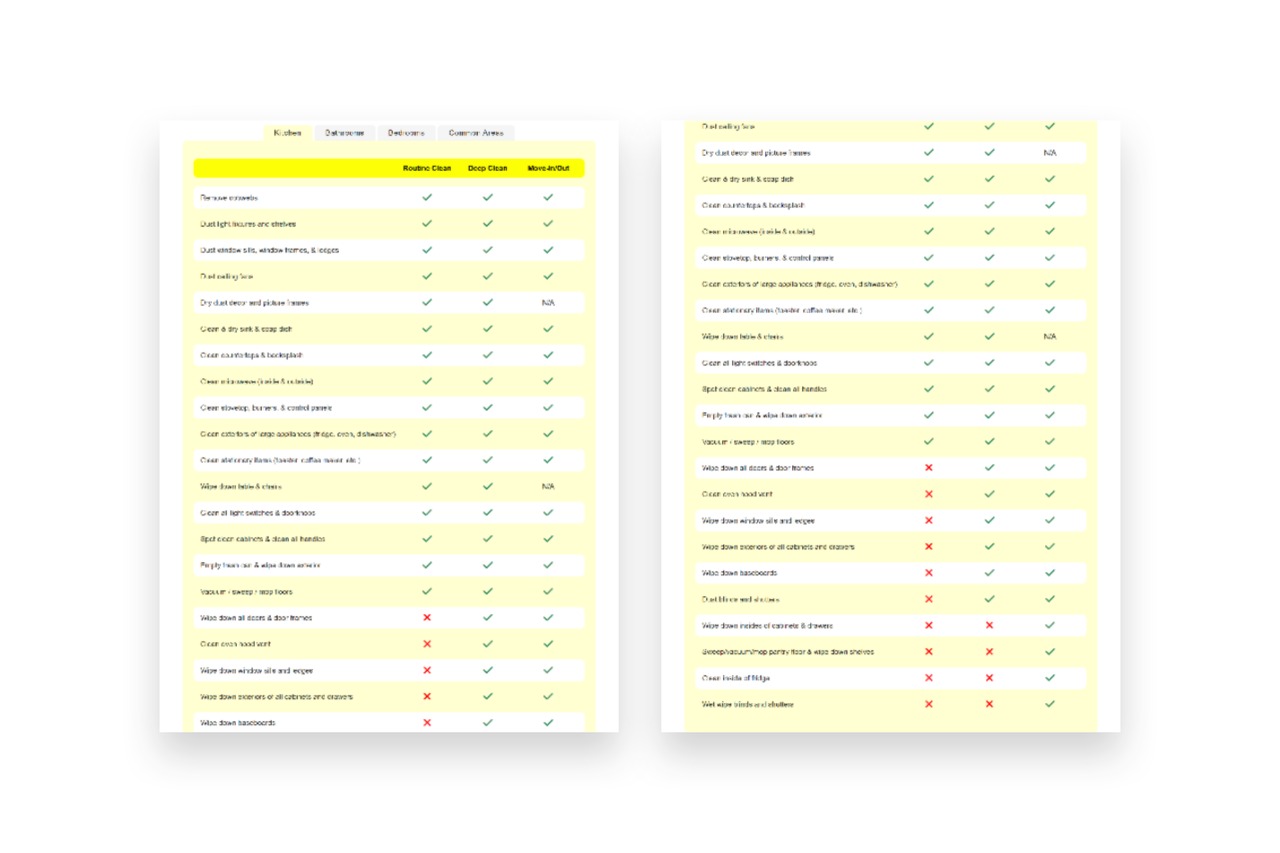 Kitchen Bathrooms Bedrooms Common Areas
Routine Clean Deep Clean Move-In/Out
Remove cobwebs
Dust light fixtures and shelves
Dust window sills, window frames, & ledges
Dust ceiling fans
Dry dust decor and picture frames N/A
Clean & dry sink & soap dish
Clean countertops & backsplash
Clean microwave (inside & outside)
Clean stovetop, burners, & control panels
Clean exteriors of large appliances (fridge, oven, dishwasher)
Clean stationary items (toaster, coffee maker, etc.)
Wipe down table & chairs N/A
Clean all light switches & doorknobs
Spot clean cabinets & clean all handles
Empty trash can & wipe down exterior
Vacuum / sweep / mop floors
Wipe down all doors & door frames
Clean oven hood vent
Wipe down window sills and ledges
Wipe down exteriors of all cabinets and drawers
Wipe down baseboards
Dust ceiling fans
Dry dust decor and picture frames N/A
Clean & dry sink & soap dish
Clean countertops & backsplash
Clean microwave (inside & outside)
Clean stovetop, burners, & control panels
Clean exteriors of large appliances (fridge, oven, dishwasher)
Clean stationary items (toaster, coffee maker, etc.)
Wipe down table & chairs N/A
Clean all light switches & doorknobs
Spot clean cabinets & clean all handles
Empty trash can & wipe down exterior
Vacuum / sweep / mop floors
Wipe down all doors & door frames
Clean oven hood vent
Wipe down window sills and ledges
Wipe down exteriors of all cabinets and drawers
Wipe down baseboards
Dust blinds and shutters
Wipe down insides of cabinets & drawers
Sweep/vacuum/mop pantry floor & wipe down shelves
Clean inside of fridge
Wet wipe blinds and shutters